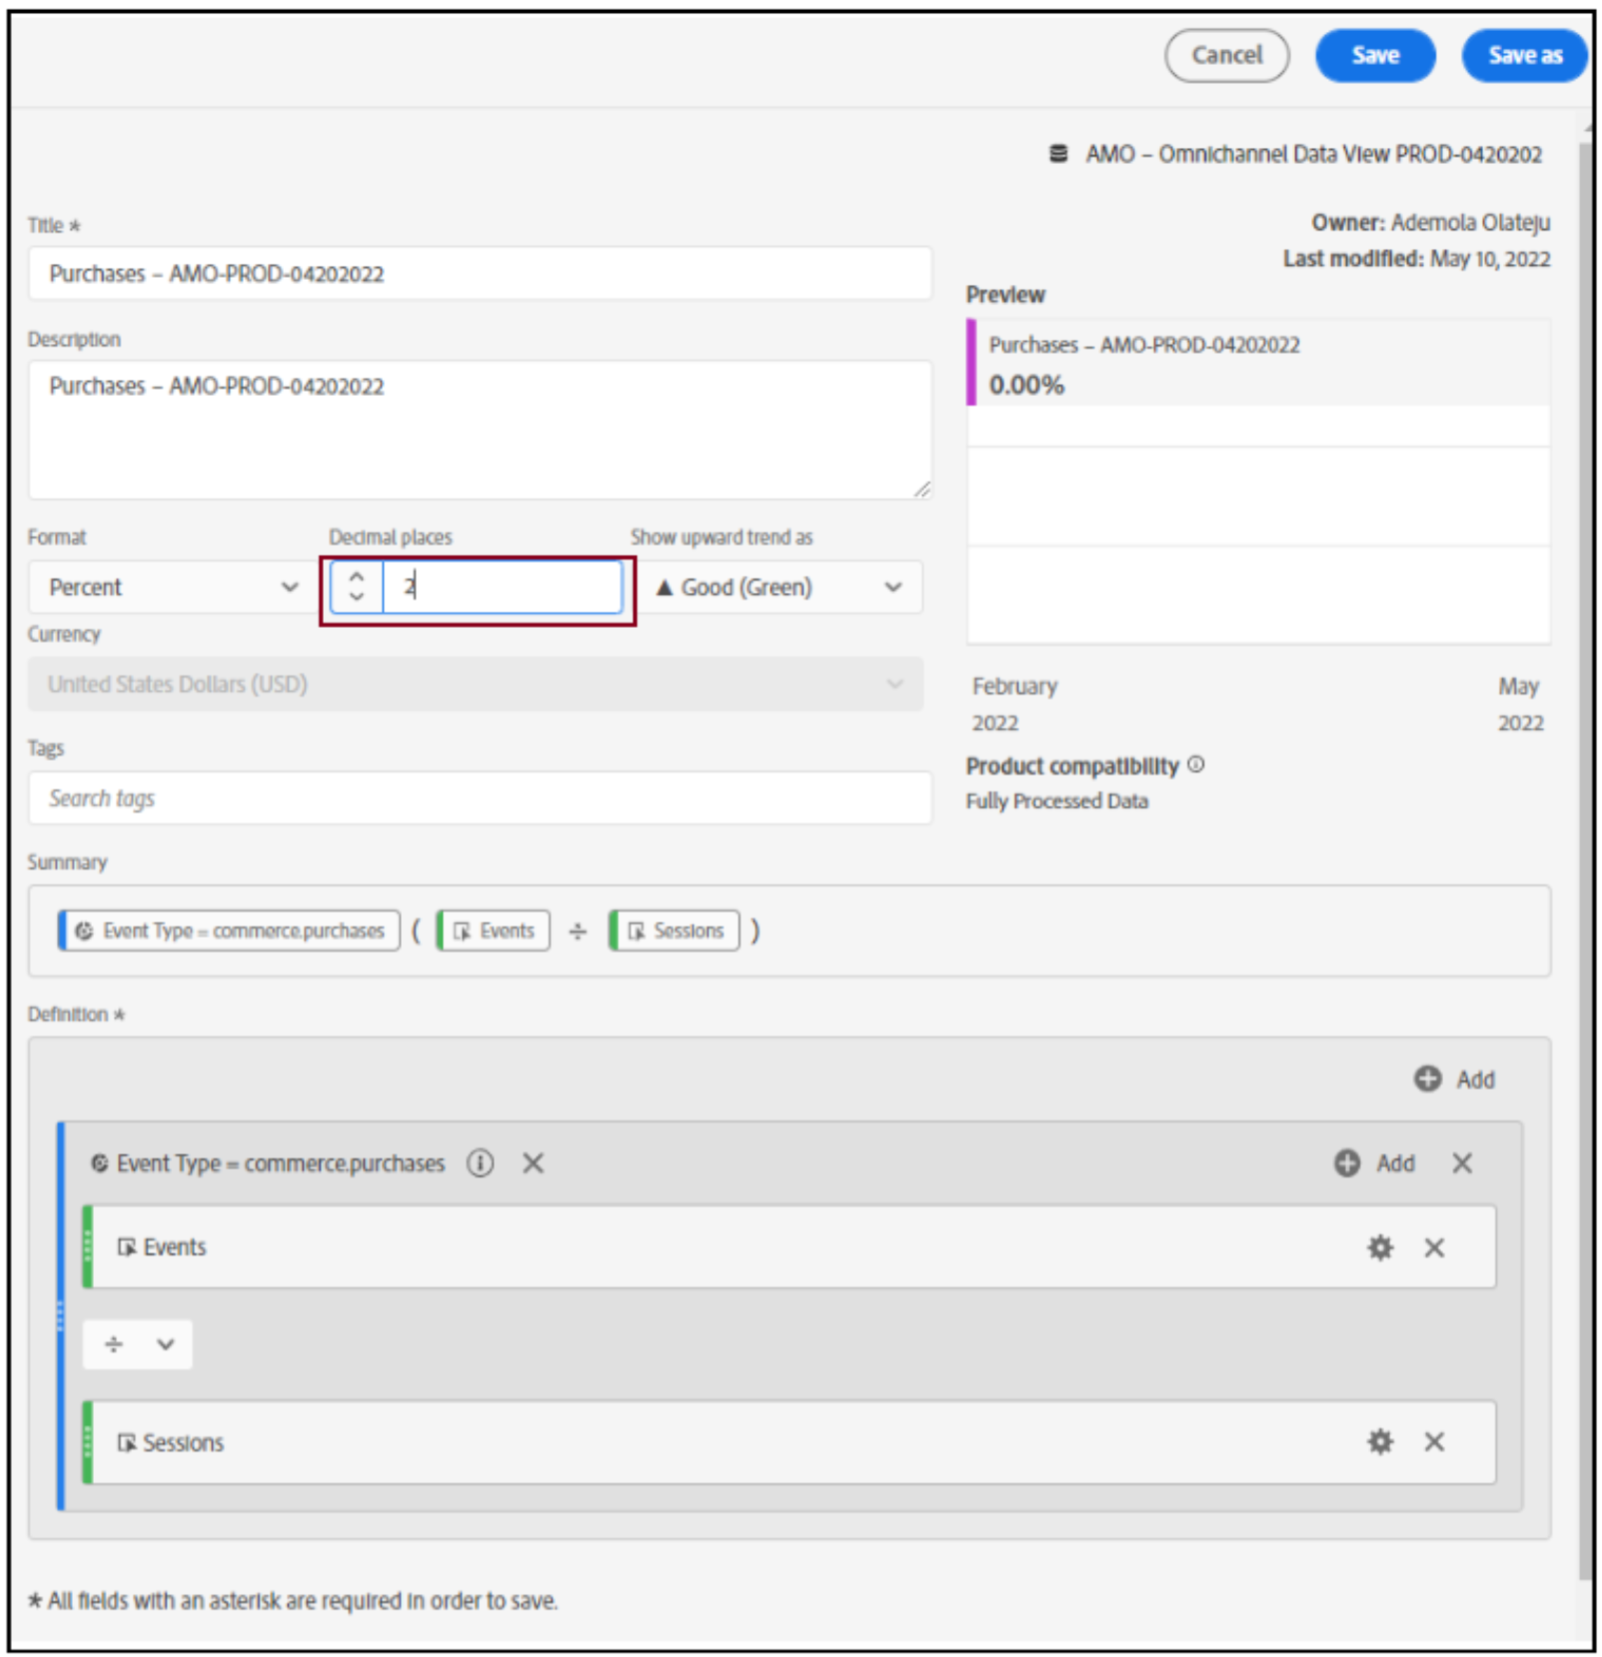 Cancel Save Save as
AMO – Omnichannel Data View PROD-0420202
Title *
Owner: Ademola Olateju
Purchases – AMO-PROD-04202022
Last modified: May 10, 2022
Preview
Description
Purchases – AMO-PROD-04202022
Purchases – AMO-PROD-04202022
0.00%
Format Decimal places Show upward trend as
Percent 2 ▲ Good (Green)
Currency
United States Dollars (USD)
February May
2022 2022
Tags
Product compatibility
Search tags
Fully Processed Data
Summary
Event Type = commerce.purchases ( Events ÷ Sessions )
Definition *
Add
Event Type = commerce.purchases Add
Events
÷
Sessions
* All fields with an asterisk are required in order to save.